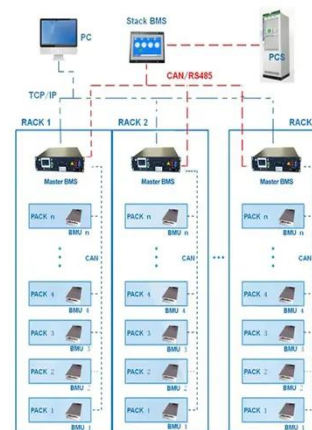 Stack BMS
PC
PCS
CAN/RS485
TCP/IP
RACK 1
RACK 2
RACK
Master BMS
Master BMS
Master BMS
PACK n
BMU n
PACK n
BMU n
PACK n
BMU n
CAN
CAN
CAN
PACK 4
BMU 4
PACK 4
BMU 4
PACK 4
BMU 4
PACK 3
BMU 3
PACK 3
BMU 3
PACK 3
BMU 3
PACK 2
BMU 2
PACK 2
BMU 2
PACK 2
BMU 2
PACK 1
BMU 1
PACK 1
BMU 1
PACK 1
BMU 1